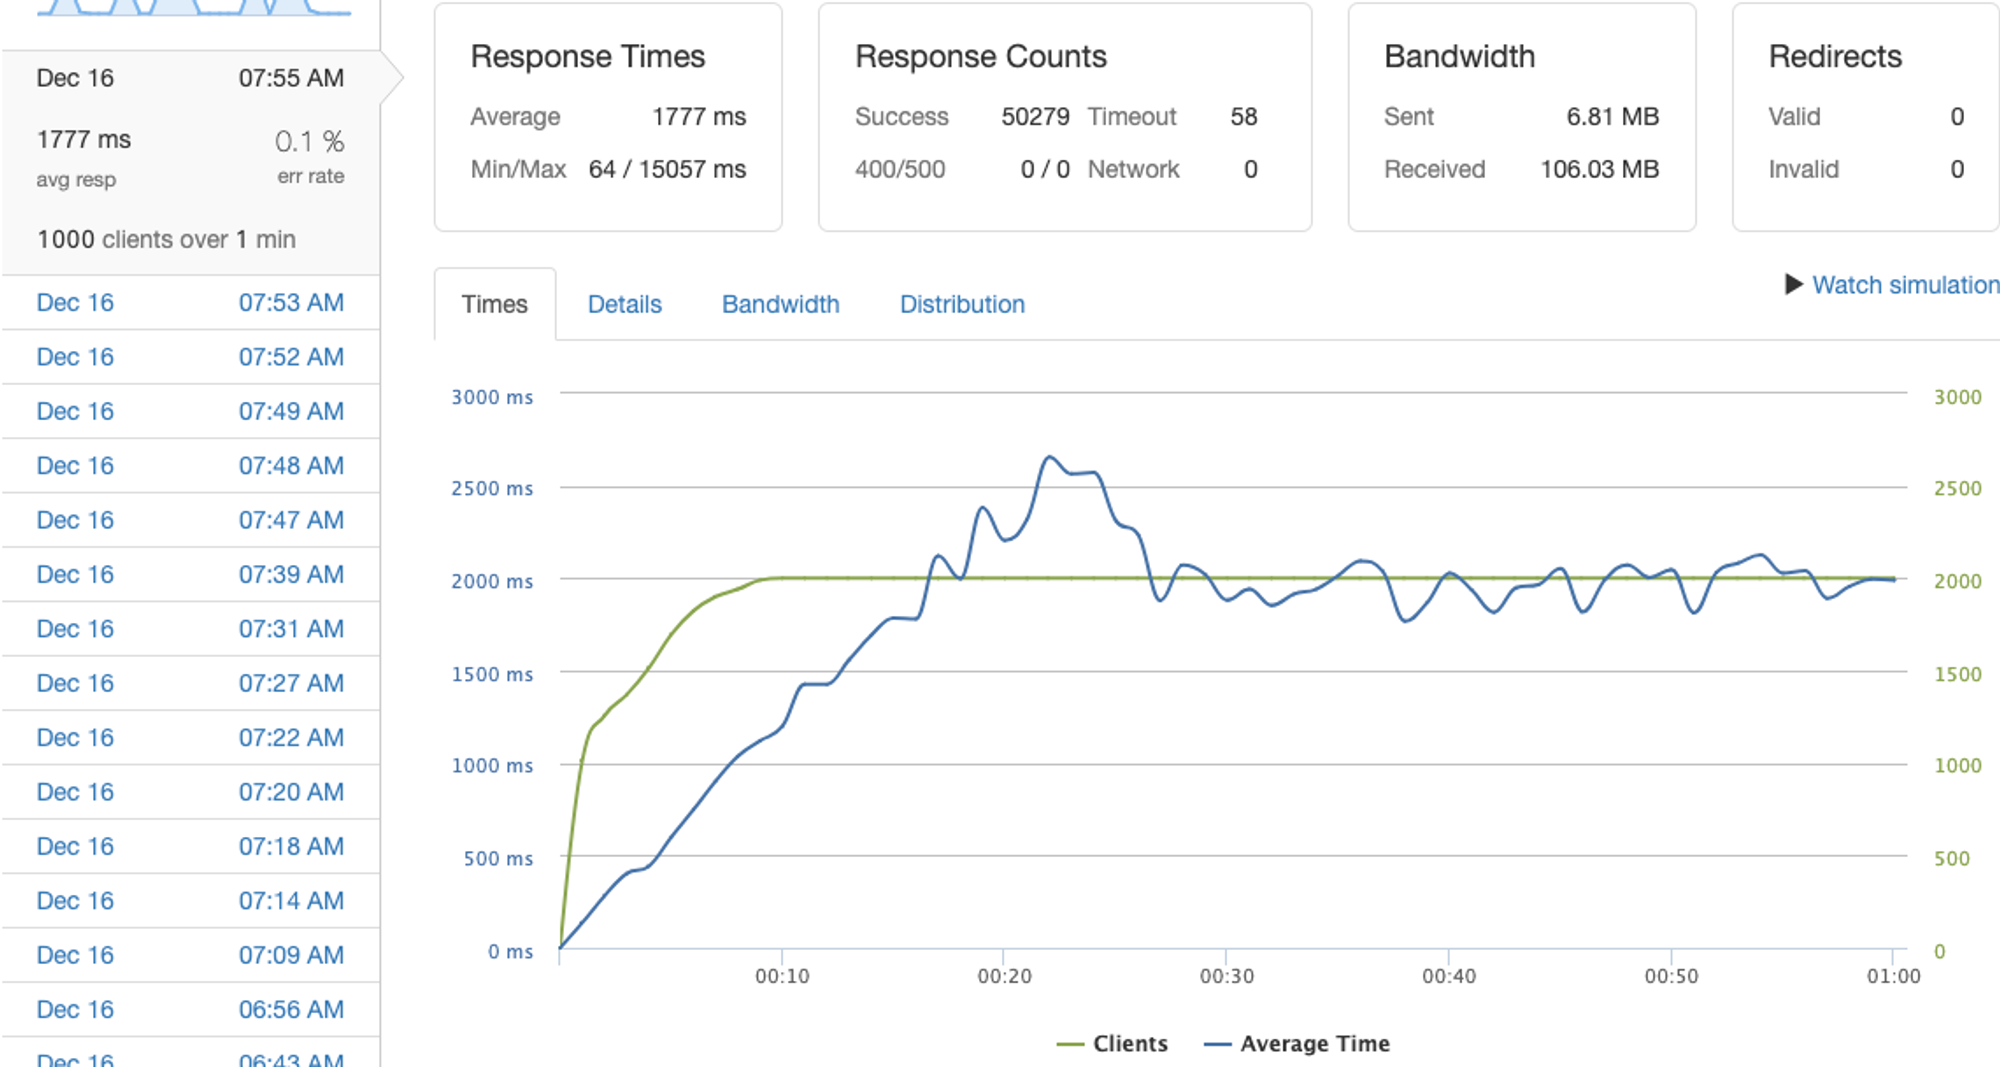 Dec 16 07:55 AM
1777 ms 0.1 %
avg resp err rate
1000 clients over 1 min
Dec 16 07:53 AM
Dec 16 07:52 AM
Dec 16 07:49 AM
Dec 16 07:48 AM
Dec 16 07:47 AM
Dec 16 07:39 AM
Dec 16 07:31 AM
Dec 16 07:27 AM
Dec 16 07:22 AM
Dec 16 07:20 AM
Dec 16 07:18 AM
Dec 16 07:14 AM
Dec 16 07:09 AM
Dec 16 06:56 AM
Dec 16 06:43 AM
Response Times
Average 1777 ms
Min/Max 64 / 15057 ms
Response Counts
Success 50279 Timeout 58
400/500 0 / 0 Network 0
Bandwidth
Sent 6.81 MB
Received 106.03 MB
Redirects
Valid 0
Invalid 0
Times Details Bandwidth Distribution
Watch simulation
3000 ms 3000
2500 ms 2500
2000 ms 2000
1500 ms 1500
1000 ms 1000
500 ms 500
0 ms 0
00:10 00:20 00:30 00:40 00:50 01:00
Clients Average Time